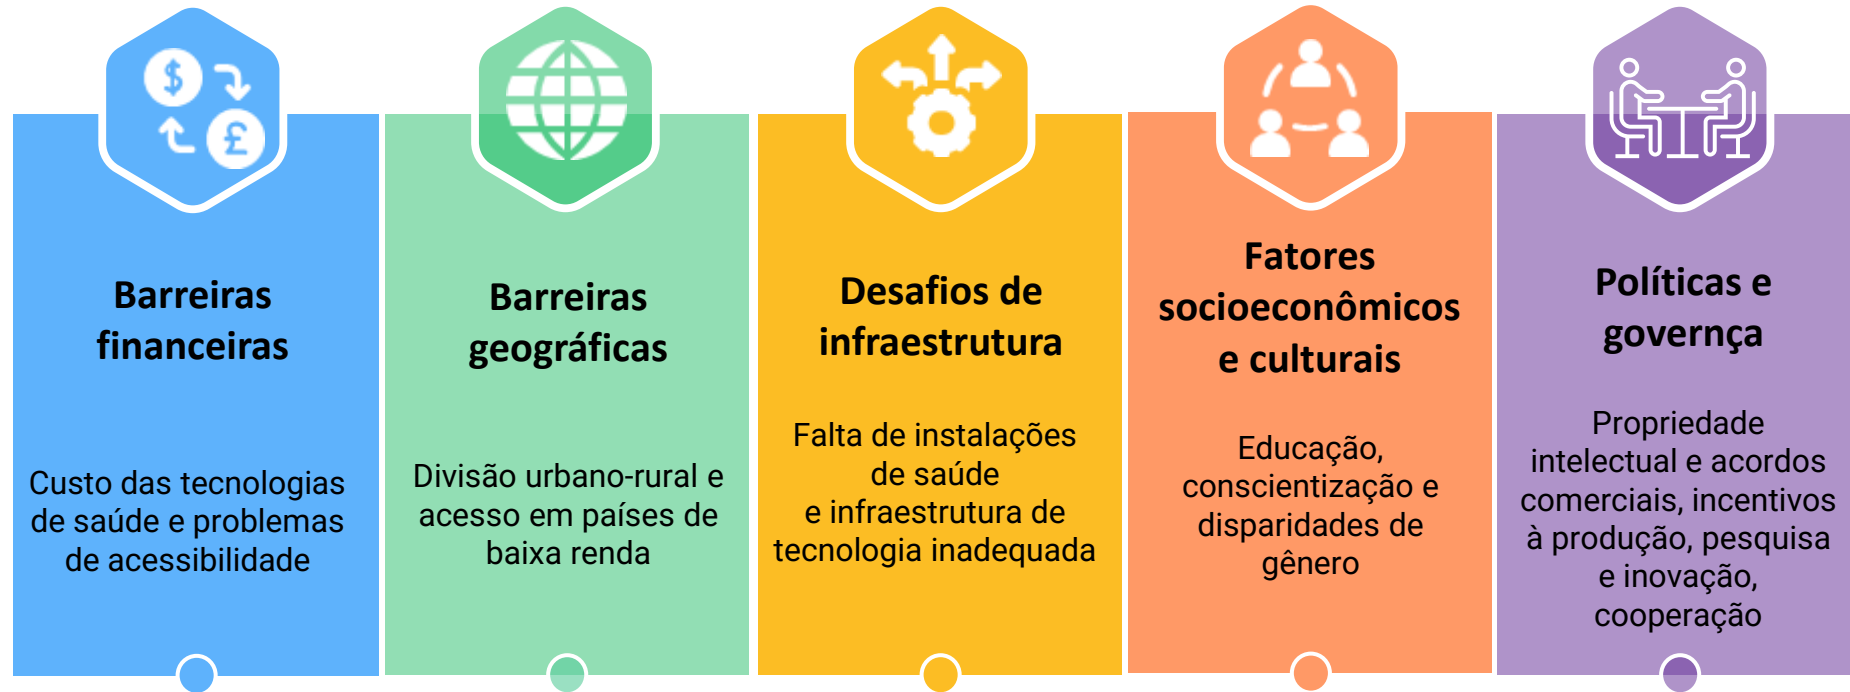 $
£
Barreiras
financeiras
Custo das tecnologias
de saúde e problemas
de acessibilidade
Barreiras
geográficas
Divisão urbano-rural e
acesso em países de
baixa renda
Desafios de
infraestrutura
Falta de instalações
de saúde
e infraestrutura de
tecnologia inadequada
Fatores
socioeconômicos
e culturais
Educação,
conscientização e
disparidades de
gênero
Políticas e
governça
Propriedade
intelectual e acordos
comerciais, incentivos
à produção, pesquisa
e inovação,
cooperação